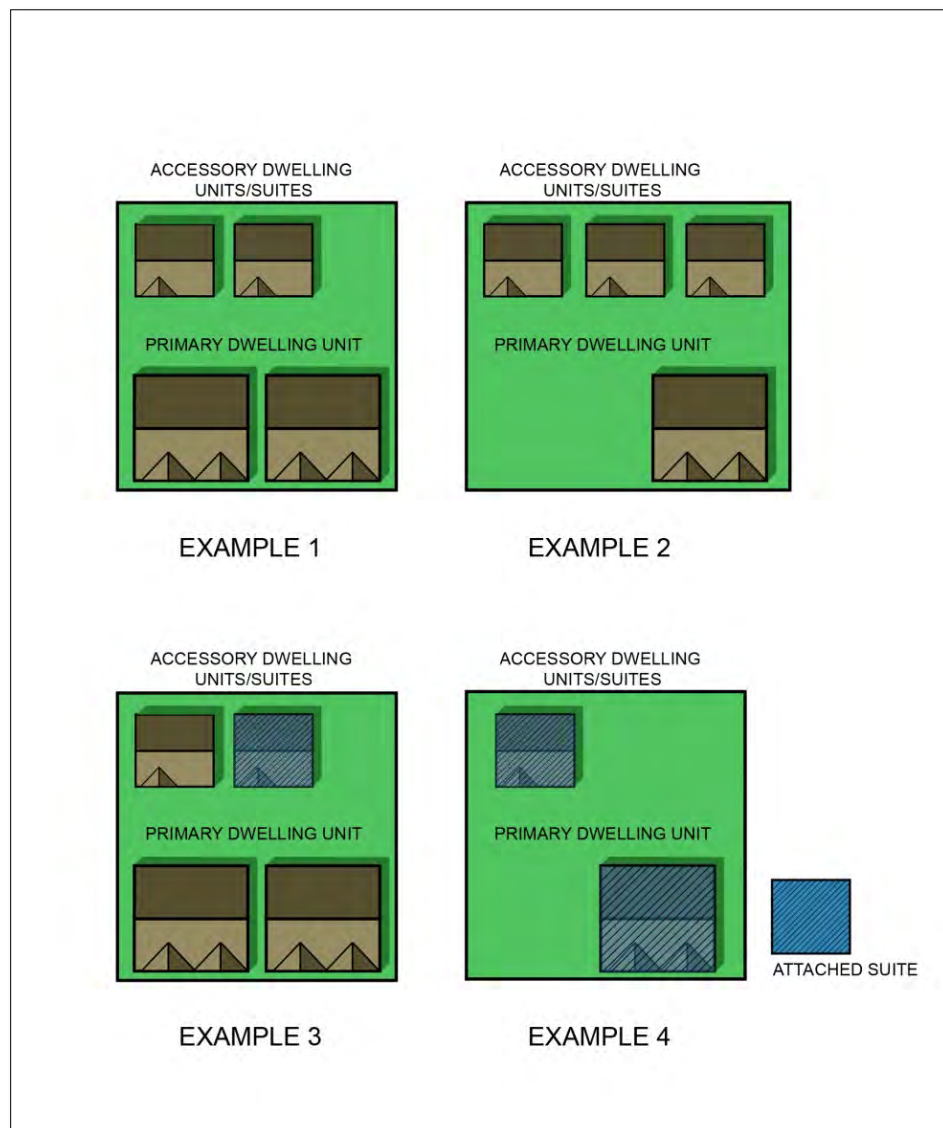 ACCESSORY DWELLING
UNITS/SUITES
PRIMARY DWELLING UNIT
EXAMPLE 1
ACCESSORY DWELLING
UNITS/SUITES
PRIMARY DWELLING UNIT
EXAMPLE 2
ACCESSORY DWELLING
UNITS/SUITES
PRIMARY DWELLING UNIT
EXAMPLE 3
ACCESSORY DWELLING
UNITS/SUITES
PRIMARY DWELLING UNIT
EXAMPLE 4
ATTACHED SUITE